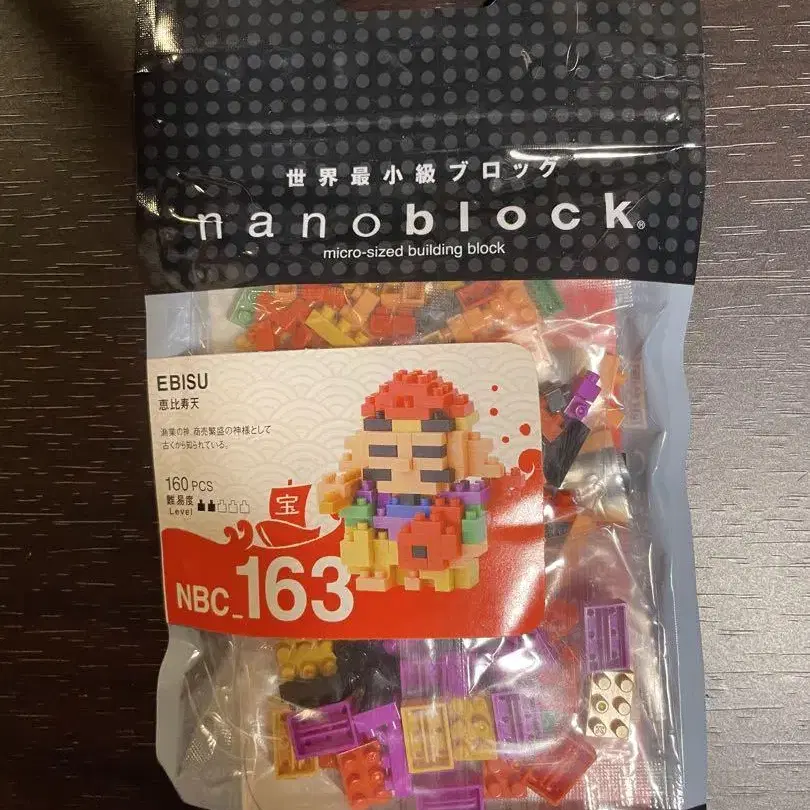 世界最小級ブロック
nanoblock®
micro-sized building block
EBISU
恵比寿天
漁業の神、商売繁盛の神様として
古くから知られている。
160 PCS
難易度
Level
宝
NBC_163